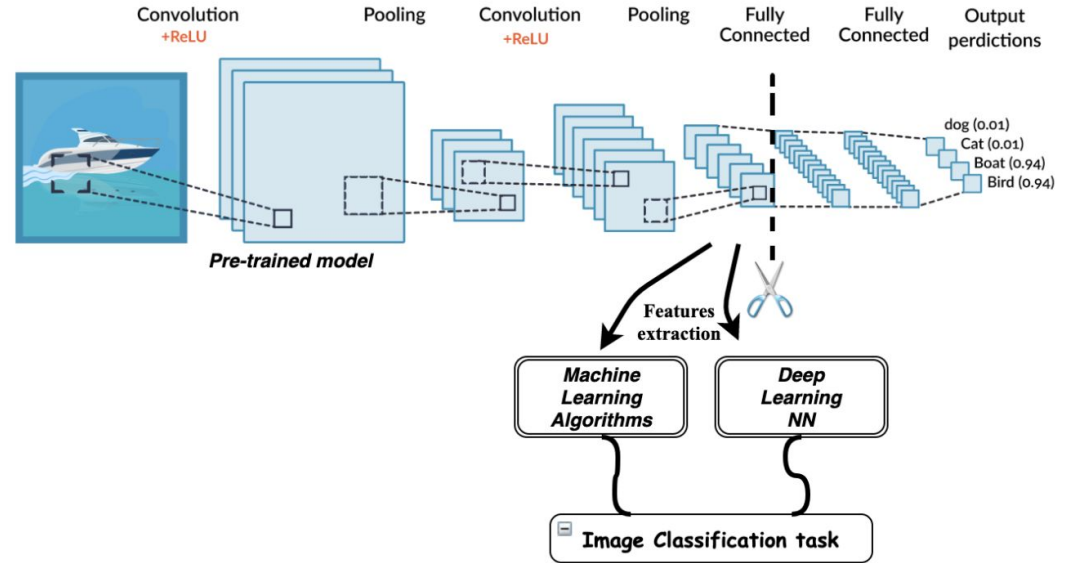 Convolution
+ReLU
Pooling
Convolution
+ReLU
Pooling
Fully
Connected
Fully
Connected
Output
perdictions
dog (0.01)
Cat (0.01)
Boat (0.94)
Bird (0.94)
Pre-trained model
Features
extraction
Machine
Learning
Algorithms
Deep
Learning
NN
Image Classification task